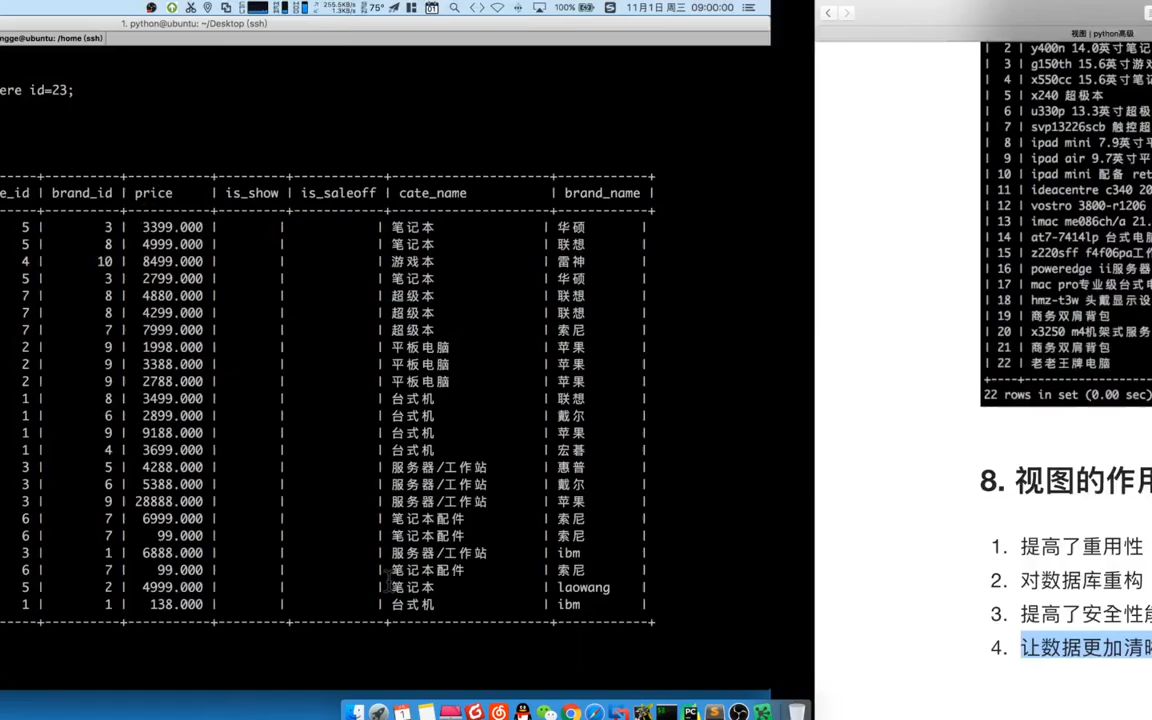 255.5KB/s
1.3KB/s
75°
100%
11月1日 周三 09:00:00
1. python@ubuntu: ~/Desktop (ssh)
ngge@ubuntu: /home (ssh)
ere id=23;
e_id | brand_id | price | is_show | is_saleoff | cate_name | brand_name |
5 | 3 | 3399.000 | | | 笔记本 | 华硕 |
5 | 8 | 4999.000 | | | 笔记本 | 联想 |
4 | 10 | 8499.000 | | | 游戏本 | 雷神 |
5 | 3 | 2799.000 | | | 笔记本 | 华硕 |
7 | 8 | 4880.000 | | | 超级本 | 联想 |
7 | 8 | 4299.000 | | | 超级本 | 联想 |
7 | 7 | 7999.000 | | | 超级本 | 索尼 |
2 | 9 | 1998.000 | | | 平板电脑 | 苹果 |
2 | 9 | 3388.000 | | | 平板电脑 | 苹果 |
2 | 9 | 2788.000 | | | 平板电脑 | 苹果 |
1 | 8 | 3499.000 | | | 台式机 | 联想 |
1 | 6 | 2899.000 | | | 台式机 | 戴尔 |
1 | 9 | 9188.000 | | | 台式机 | 苹果 |
1 | 4 | 3699.000 | | | 台式机 | 宏碁 |
3 | 5 | 4288.000 | | | 服务器/工作站 | 惠普 |
3 | 6 | 5388.000 | | | 服务器/工作站 | 戴尔 |
3 | 9 | 28888.000 | | | 服务器/工作站 | 苹果 |
6 | 7 | 6999.000 | | | 笔记本配件 | 索尼 |
6 | 7 | 99.000 | | | 笔记本配件 | 索尼 |
3 | 1 | 6888.000 | | | 服务器/工作站 | ibm |
6 | 7 | 99.000 | | | 笔记本配件 | 索尼 |
5 | 2 | 4999.000 | | | 笔记本 | laowang |
1 | 1 | 138.000 | | | 台式机 | ibm |
视图 | python高级
| 2 | y400n 14.0英寸笔记
| 3 | g150th 15.6英寸游戏
| 4 | x550cc 15.6英寸笔记
| 5 | x240 超极本
| 6 | u330p 13.3英寸超极
| 7 | svp13226scb 触控超
| 8 | ipad mini 7.9英寸平
| 9 | ipad air 9.7英寸平
| 10 | ipad mini 配备 ret
| 11 | ideacentre c340 20
| 12 | vostro 3800-r1206
| 13 | imac me086ch/a 21.
| 14 | at7-7414lp 台式电脑
| 15 | z220sff f4f06pa工作
| 16 | poweredge ii服务器
| 17 | mac pro专业级台式电
| 18 | hmz-t3w 头戴显示设
| 19 | 商务双肩背包
| 20 | x3250 m4机架式服务
| 21 | 商务双肩背包
| 22 | 老老王牌电脑
22 rows in set (0.00 sec)
8. 视图的作用
1. 提高了重用性
2. 对数据库重构
3. 提高了安全性能
4. 让数据更加清晰